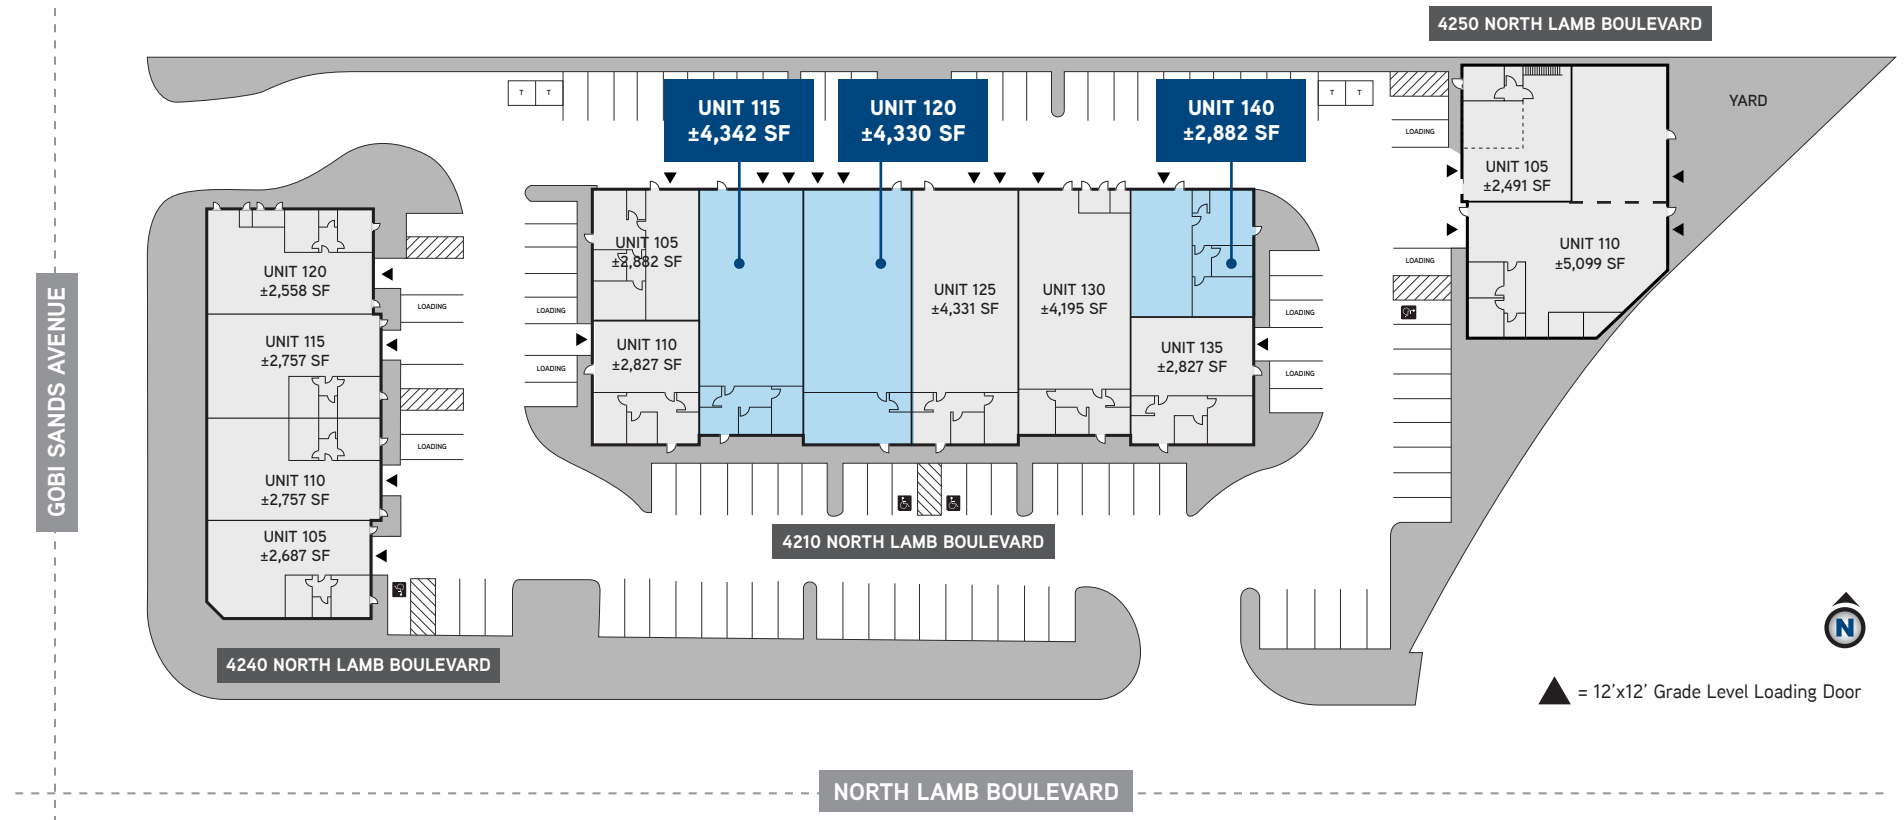 4250 NORTH LAMB BOULEVARD
YARD
T T
UNIT 115
±4,342 SF
UNIT 120
±4,330 SF
UNIT 140
±2,882 SF
T T
LOADING
UNIT 105
±2,491 SF
UNIT 110
±5,099 SF
LOADING
UNIT 120
±2,558 SF
UNIT 115
±2,757 SF
UNIT 110
±2,757 SF
UNIT 105
±2,687 SF
LOADING
LOADING
LOADING
LOADING
UNIT 105
±2,882 SF
UNIT 110
±2,827 SF
UNIT 125
±4,331 SF
UNIT 130
±4,195 SF
UNIT 135
±2,827 SF
LOADING
LOADING
GOBI SANDS AVENUE
4210 NORTH LAMB BOULEVARD
4240 NORTH LAMB BOULEVARD
N
= 12'x12' Grade Level Loading Door
NORTH LAMB BOULEVARD